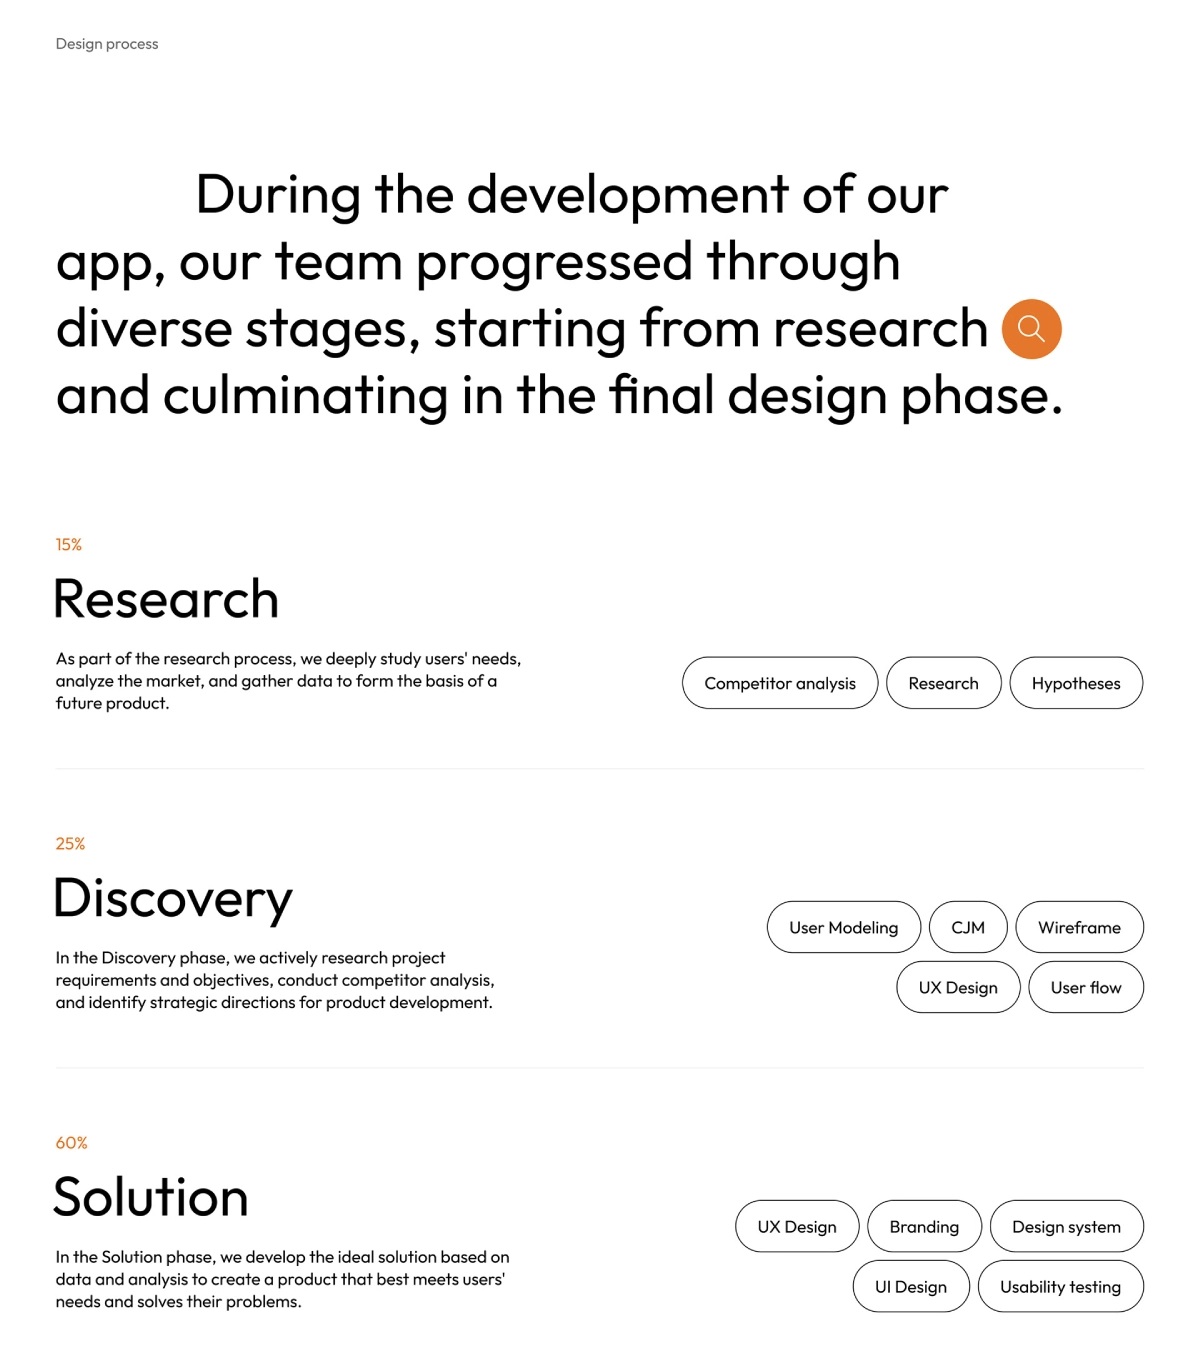 Design process
During the development of our
app, our team progressed through
diverse stages, starting from research
and culminating in the final design phase.
15%
Research
As part of the research process, we deeply study users' needs,
analyze the market, and gather data to form the basis of a
future product.
Competitor analysis
Research
Hypotheses
25%
Discovery
In the Discovery phase, we actively research project
requirements and objectives, conduct competitor analysis,
and identify strategic directions for product development.
User Modeling
CJM
Wireframe
UX Design
User flow
60%
Solution
In the Solution phase, we develop the ideal solution based on
data and analysis to create a product that best meets users'
needs and solves their problems.
UX Design
Branding
Design system
UI Design
Usability testing